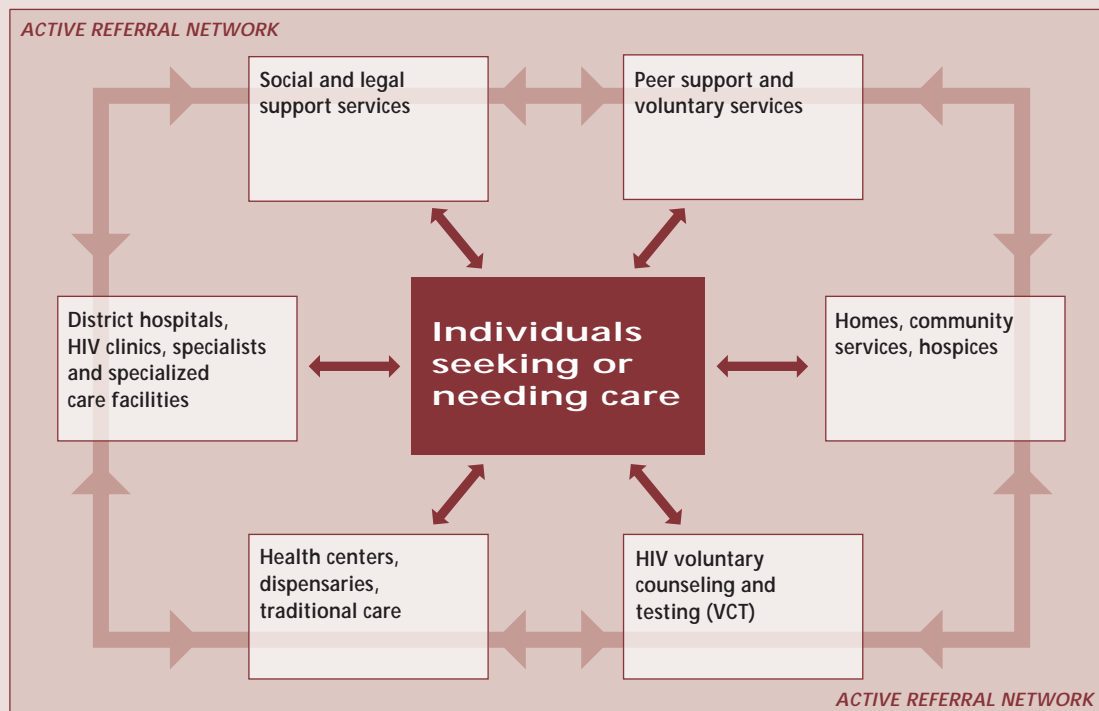 ACTIVE REFERRAL NETWORK
Social and legal
support services
Peer support and
voluntary services
District hospitals,
HIV clinics, specialists
and specialized
care facilities
Individuals
seeking or
needing care
Homes, community
services, hospices
Health centers,
dispensaries,
traditional care
HIV voluntary
counseling and
testing (VCT)
ACTIVE REFERRAL NETWORK